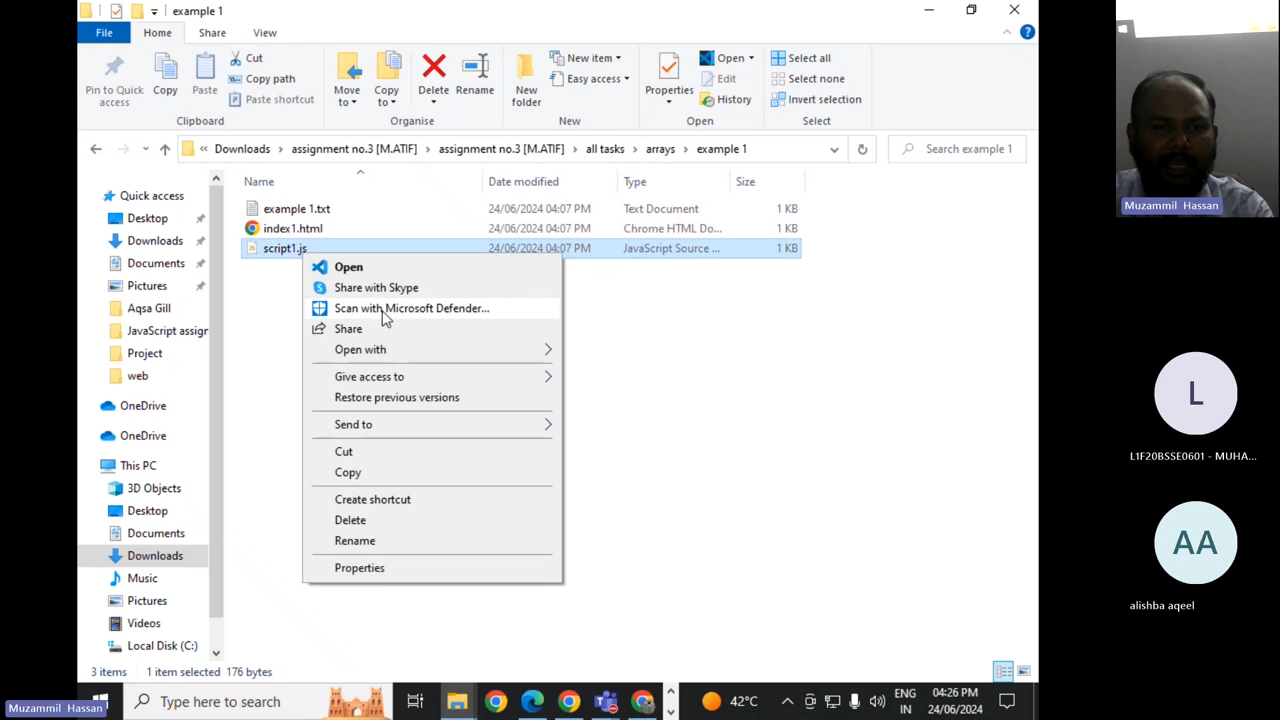 example 1
File Home Share View
Pin to Quick access
Copy
Paste
Cut
Copy path
Paste shortcut
Clipboard
Move to
Copy to
Delete
Rename
Organise
New folder
New item
Easy access
New
Properties
Open
Edit
History
Open
Select all
Select none
Invert selection
Select
« Downloads > assignment no.3 [M.ATIF] > assignment no.3 [M.ATIF] > all tasks > arrays > example 1
Search example 1
Name Date modified Type Size
example 1.txt 24/06/2024 04:07 PM Text Document 1 KB
index1.html 24/06/2024 04:07 PM Chrome HTML Do... 1 KB
script1.js 24/06/2024 04:07 PM JavaScript Source ... 1 KB
Quick access
Desktop
Downloads
Documents
Pictures
Aqsa Gill
JavaScript assigr
Project
web
OneDrive
OneDrive
This PC
3D Objects
Desktop
Documents
Downloads
Music
Pictures
Videos
Local Disk (C:)
Open
Share with Skype
Scan with Microsoft Defender...
Share
Open with
Give access to
Restore previous versions
Send to
Cut
Copy
Create shortcut
Delete
Rename
Properties
3 items 1 item selected 176 bytes
Type here to search
42°C
ENG
IN
04:26 PM
24/06/2024
Muzammil Hassan
Muzammil Hassan
L
L1F20BSSE0601 - MUHA...
AA
alishba aqeel